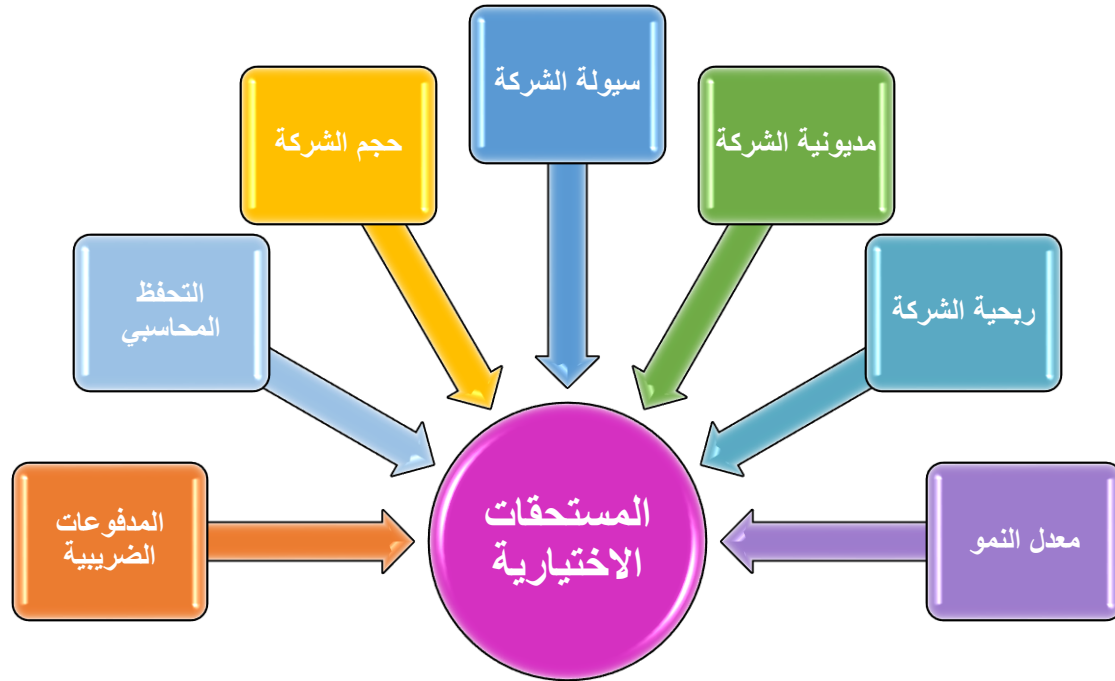 سيولة الشركة
مديونية الشركة
حجم الشركة
ربحية الشركة
التحفظ
المحاسبي
معدل النمو
المدفوعات
الضريبية
المستحقات
الاختيارية